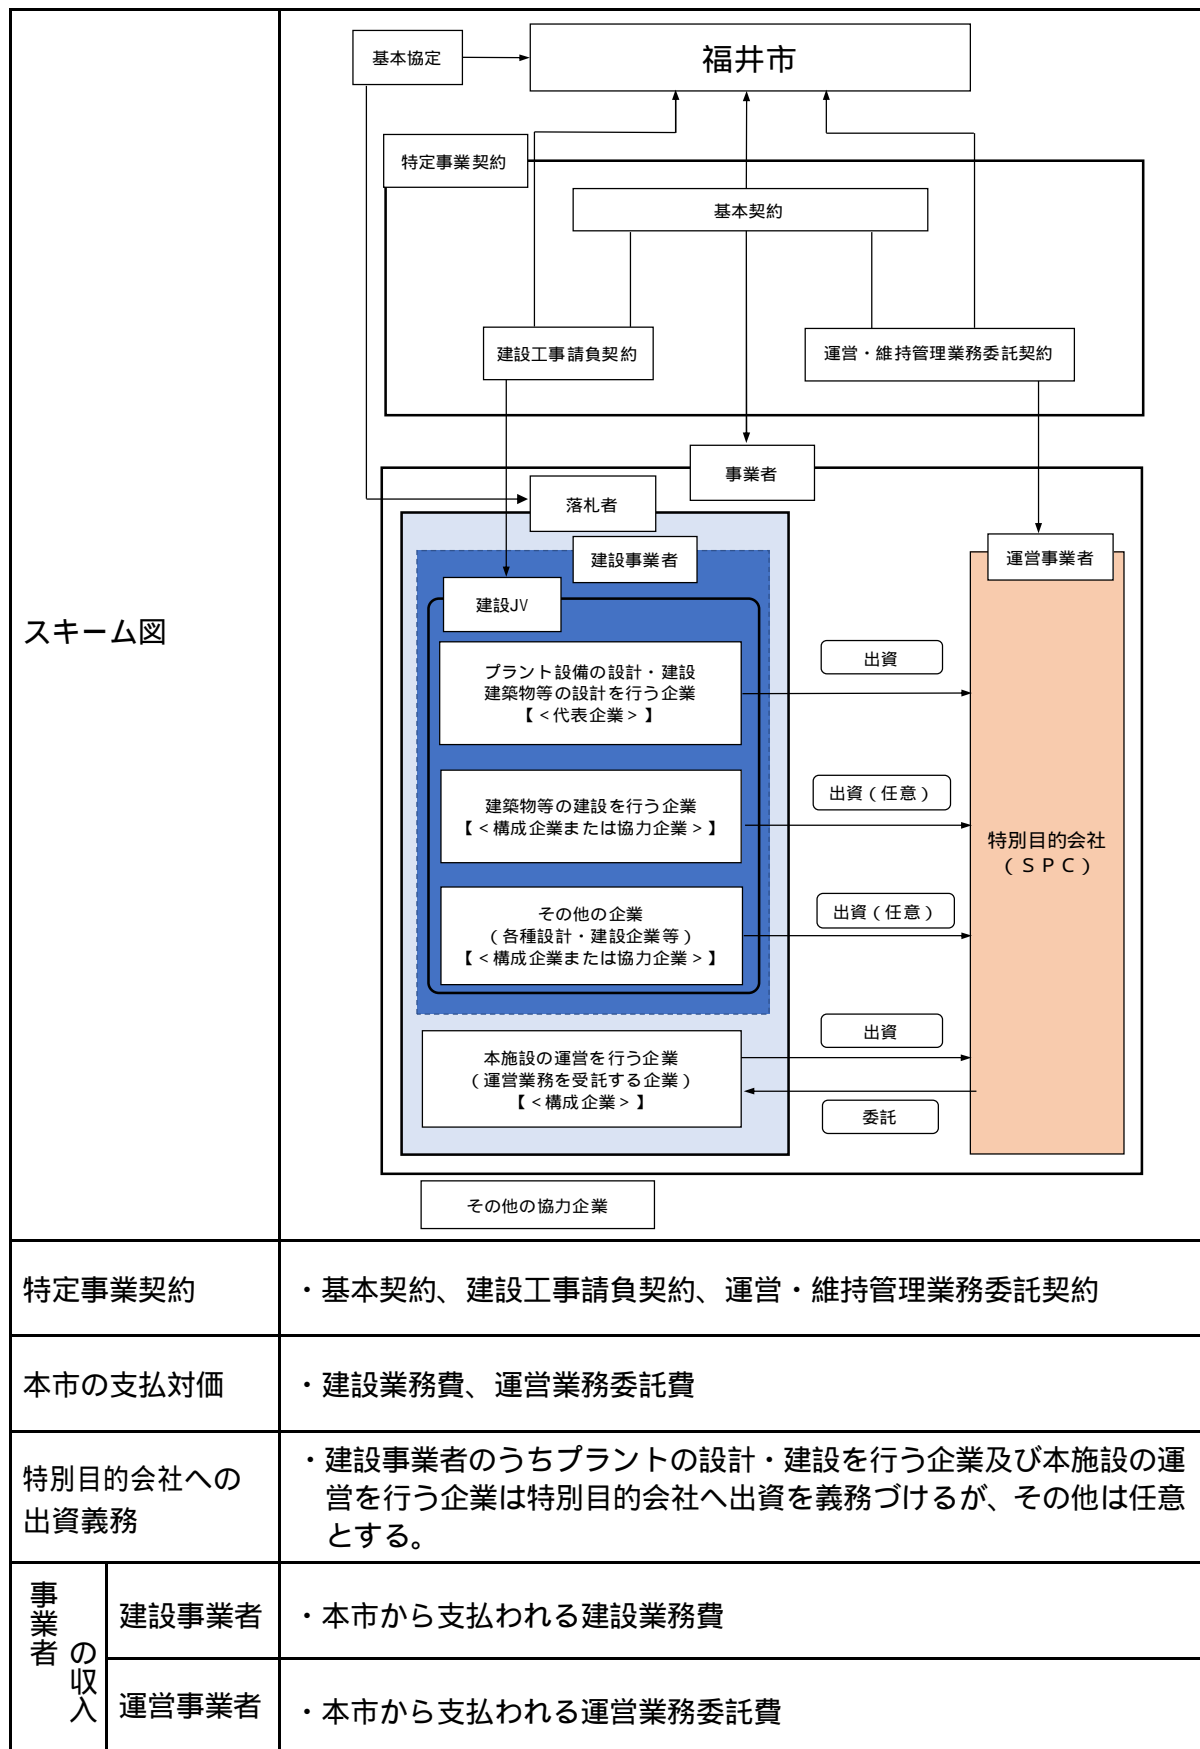 スキーム図
基本協定
福井市
特定事業契約
基本契約
建設工事請負契約
運営・維持管理業務委託契約
事業者
落札者
建設事業者
運営事業者
建設JV
プラント設備の設計・建設
建築物等の設計を行う企業
【＜代表企業＞】
出資
建築物等の建設を行う企業
【＜構成企業または協力企業＞】
出資（任意）
特別目的会社
（ＳＰＣ）
その他の企業
（各種設計・建設企業等）
【＜構成企業または協力企業＞】
出資（任意）
本施設の運営を行う企業
（運営業務を受託する企業）
【＜構成企業＞】
出資
委託
その他の協力企業
特定事業契約
・基本契約、建設工事請負契約、運営・維持管理業務委託契約
本市の支払対価
・建設業務費、運営業務委託費
特別目的会社への
出資義務
・建設事業者のうちプラントの設計・建設を行う企業及び本施設の運
営を行う企業は特別目的会社へ出資を義務づけるが、その他は任意
とする。
事業者
の収入
建設事業者
・本市から支払われる建設業務費
運営事業者
・本市から支払われる運営業務委託費